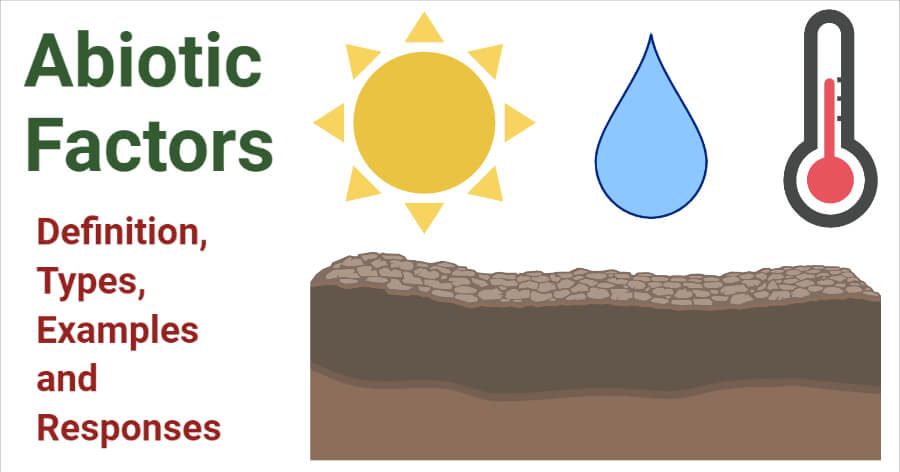 Abiotic
Factors
Definition,
Types,
Examples
and
Responses